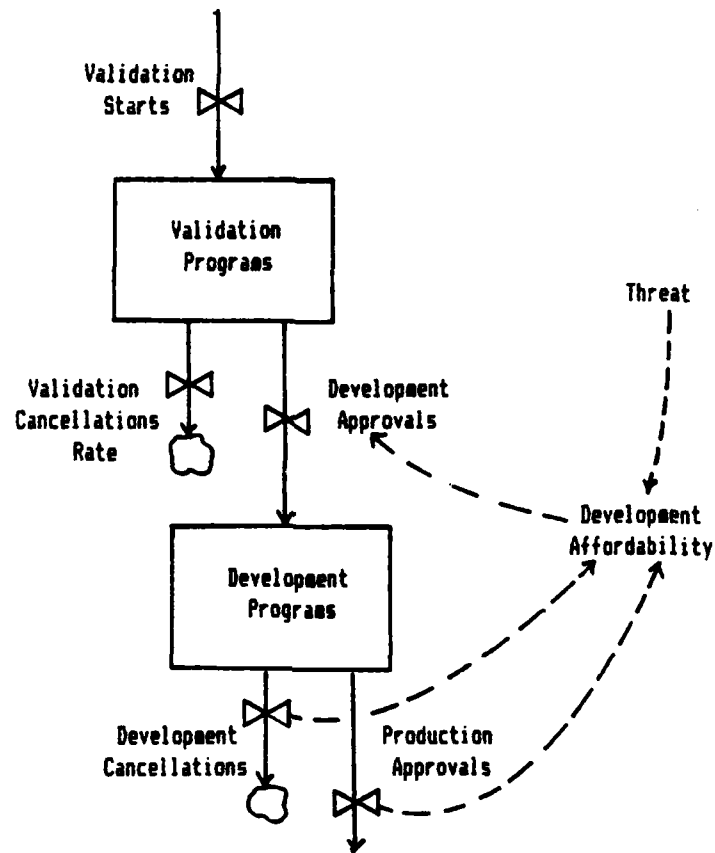 Validation
Starts
Validation
Programs
Threat
Validation
Cancellations
Rate
Development
Approvals
Development
Affordability
Development
Programs
Development
Cancellations
Production
Approvals